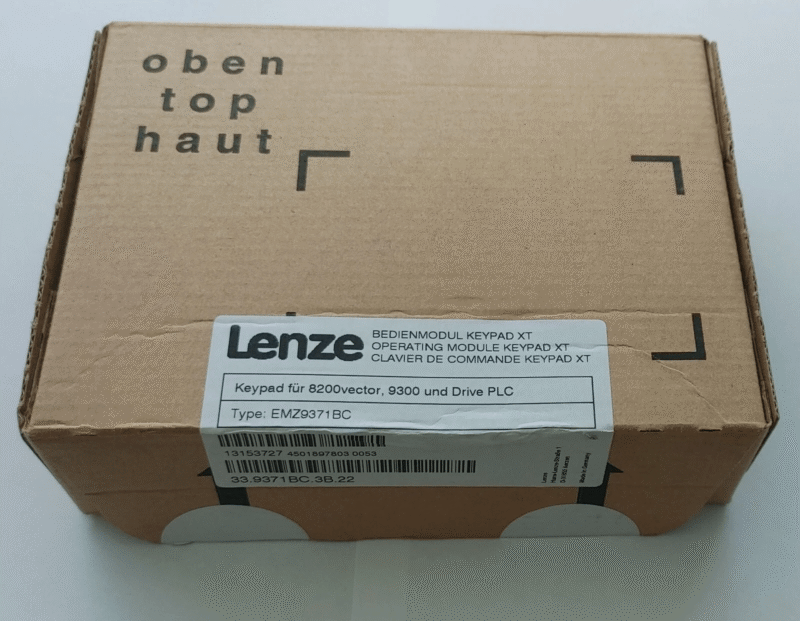 oben
top
haut
Lenze
BEDIENMODUL KEYPAD XT
OPERATING MODULE KEYPAD XT
CLAVIER DE COMMANDE KEYPAD XT
Keypad für 8200vector, 9300 und Drive PLC
Type: EMZ9371BC
13153727 4501697603 0053
33.9371BC.3B.22
Lenze
Made in Germany